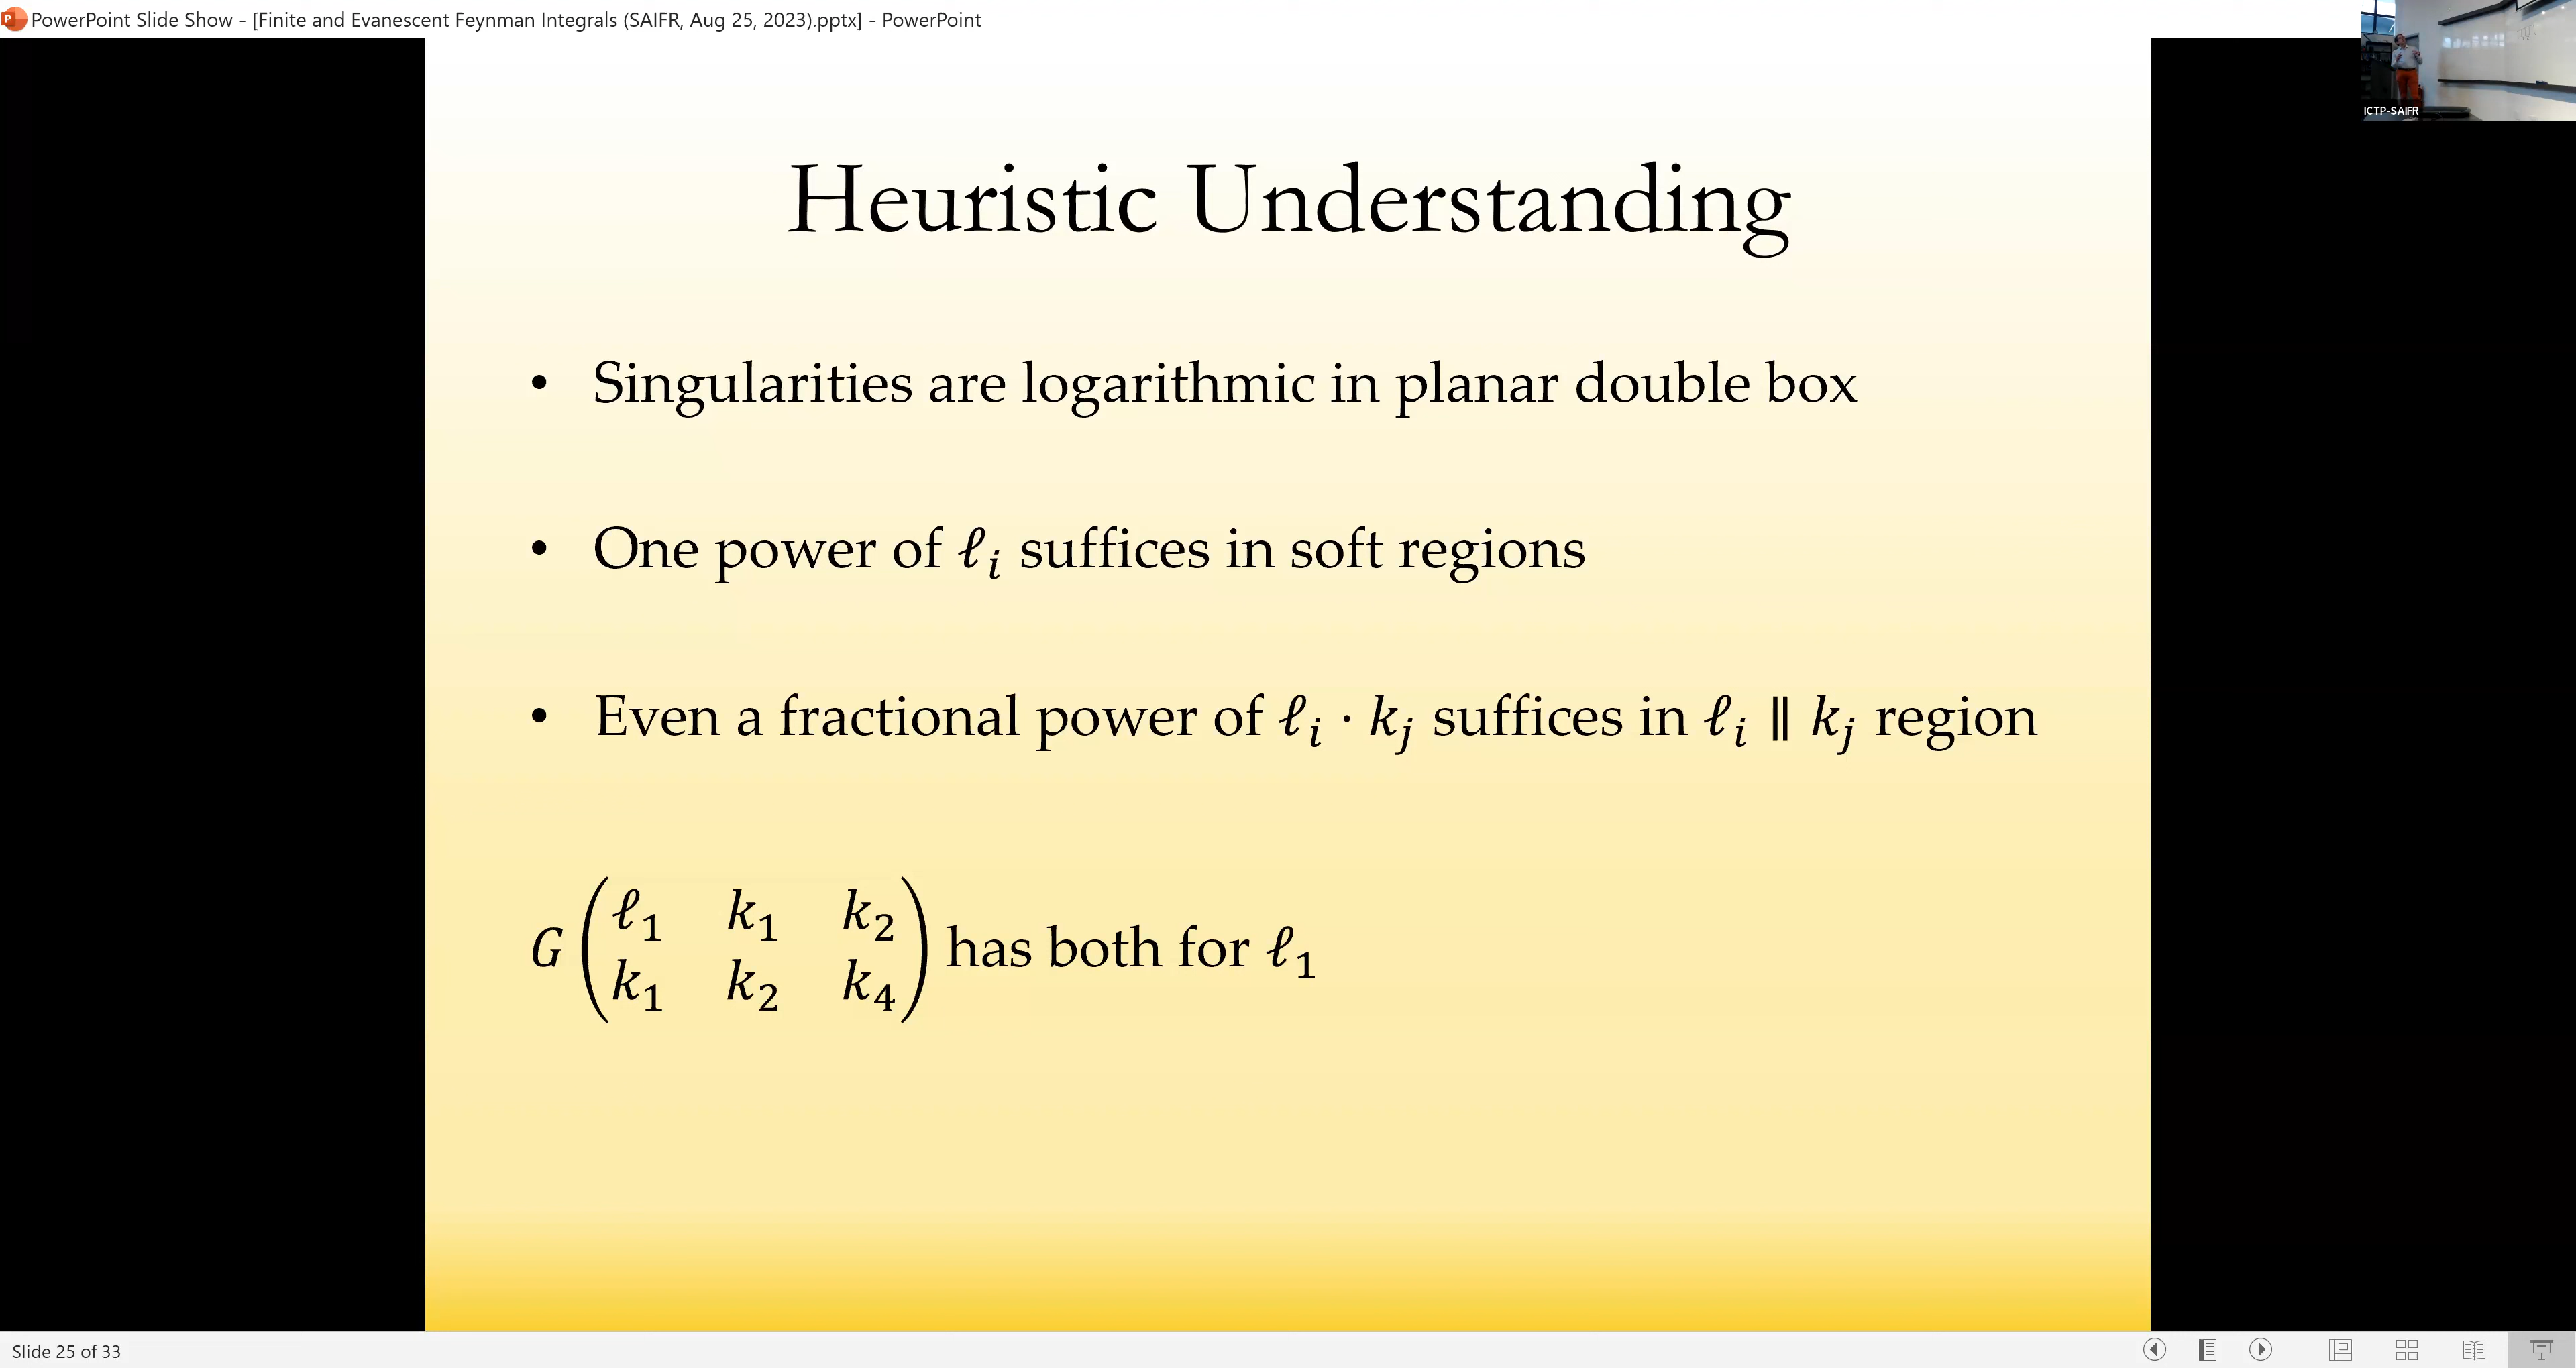 PowerPoint Slide Show - [Finite and Evanescent Feynman Integrals (SAIFR, Aug 25, 2023).pptx] - PowerPoint
ICTP-SAIFR
Heuristic Understanding
• Singularities are logarithmic in planar double box
• One power of ℓ_i suffices in soft regions
• Even a fractional power of ℓ_i · k_j suffices in ℓ_i ∥ k_j region
G ( ℓ_1 k_1 k_2
k_1 k_2 k_4 ) has both for ℓ_1
Slide 25 of 33